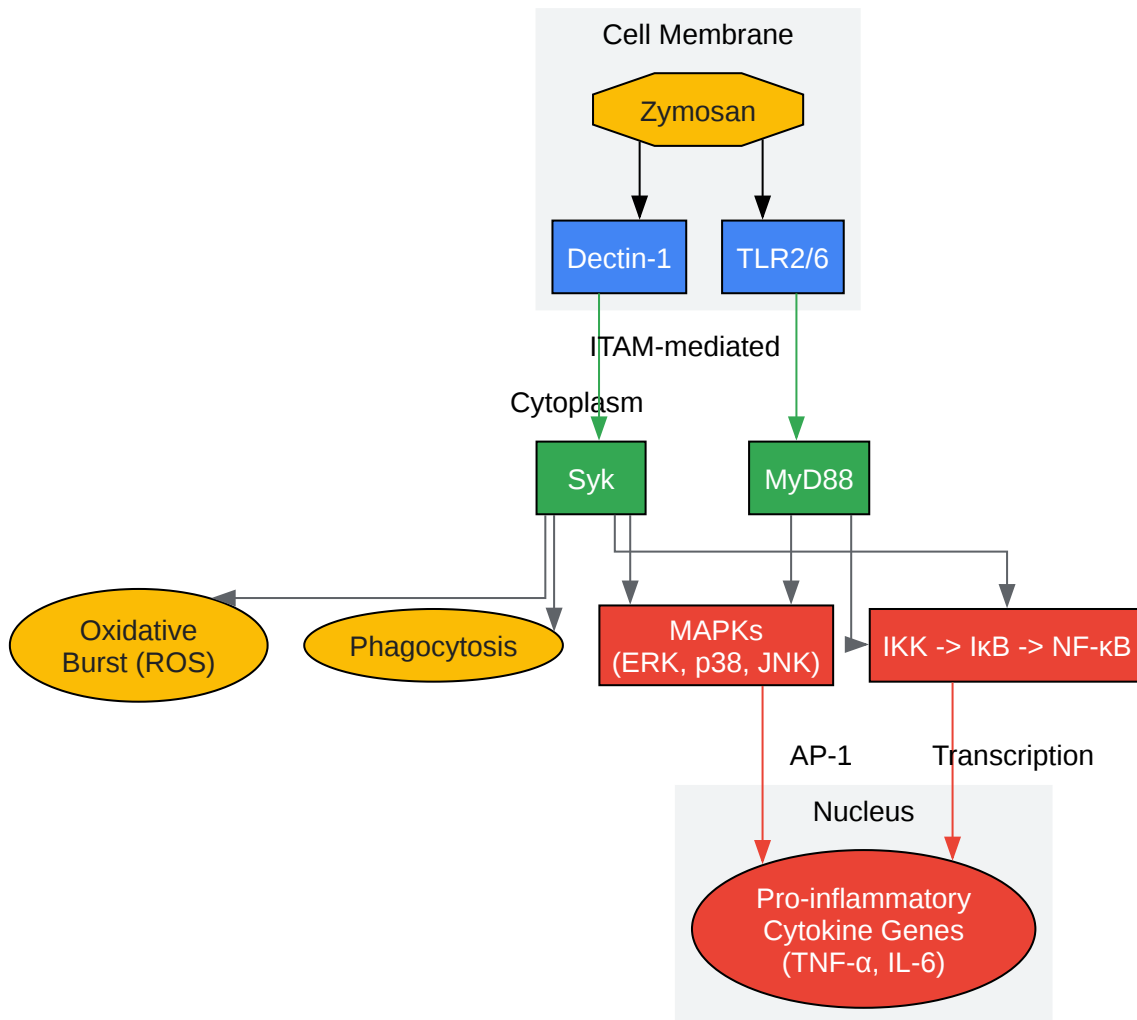 Cell Membrane
Zymosan
Dectin-1
TLR2/6
ITAM-mediated
Cytoplasm
Syk
MyD88
Oxidative
Burst (ROS)
Phagocytosis
MAPKs
(ERK, p38, JNK)
IKK -> IκB -> NF-κB
AP-1
Transcription
Nucleus
Pro-inflammatory
Cytokine Genes
(TNF-α, IL-6)